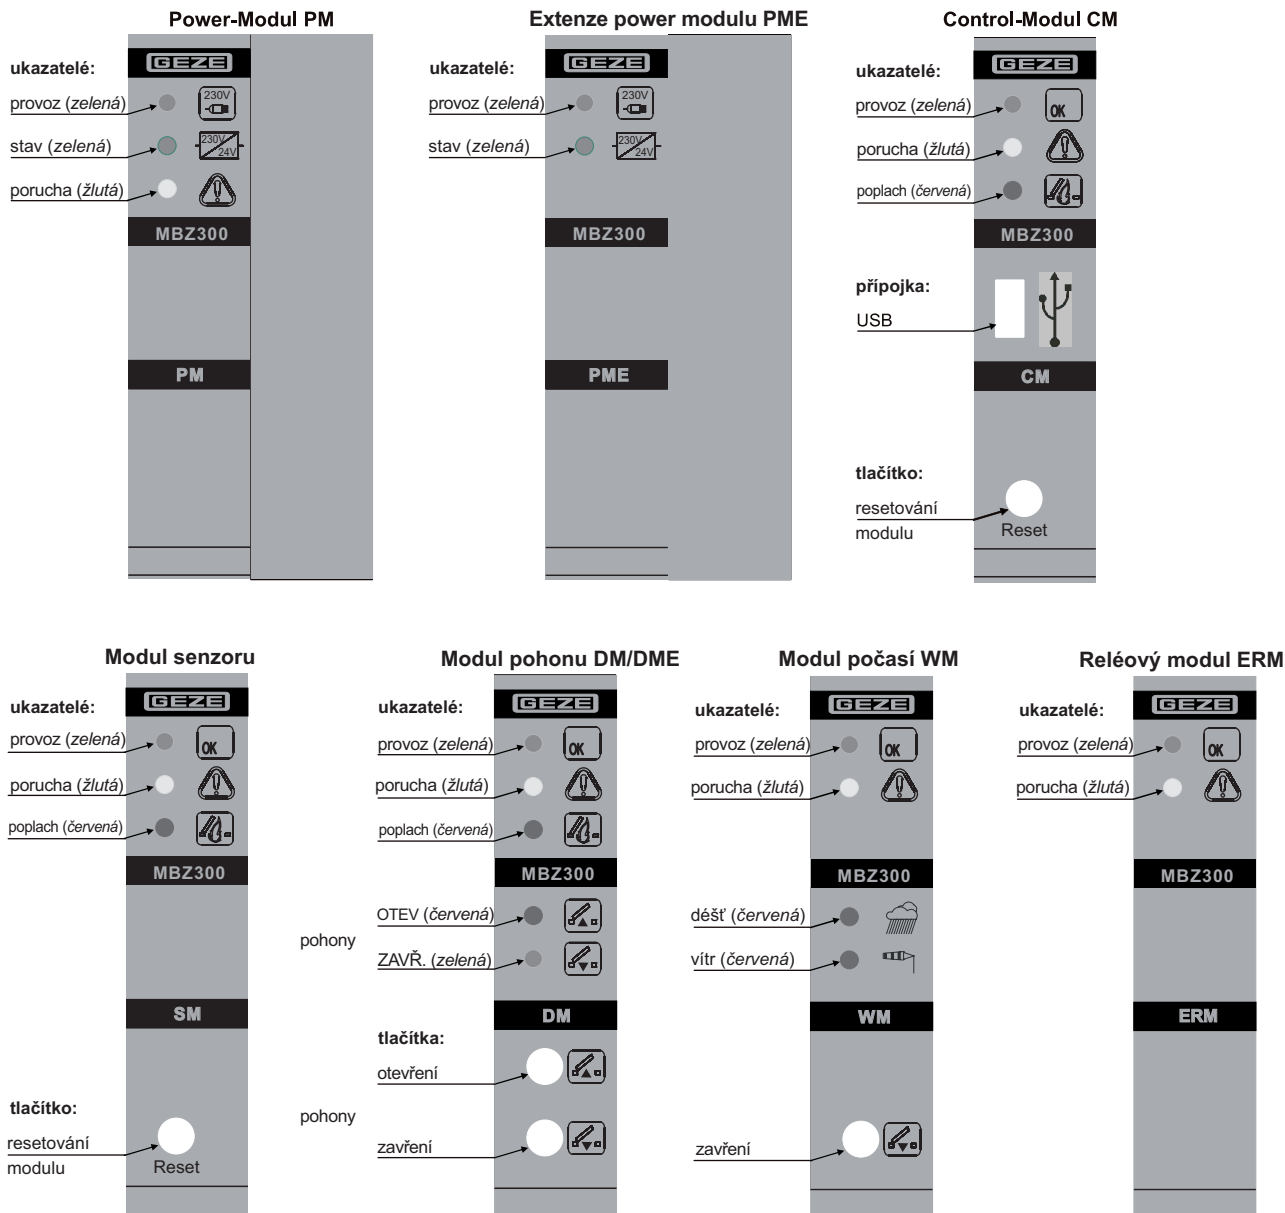 Power-Modul PM
GEZE
ukazatelé:
provoz (zelená)
230V
stav (zelená)
230V
24V
porucha (žlutá)
MBZ300
PM
Extenze power modulu PME
GEZE
ukazatelé:
provoz (zelená)
230V
stav (zelená)
230V
24V
MBZ300
PME
Control-Modul CM
GEZE
ukazatelé:
provoz (zelená)
OK
porucha (žlutá)
poplach (červená)
MBZ300
přípojka:
USB
CM
tlačítko:
resetování
modulu
Reset
Modul senzoru
GEZE
ukazatelé:
provoz (zelená)
OK
porucha (žlutá)
poplach (červená)
MBZ300
SM
tlačítko:
resetování
modulu
Reset
Modul pohonu DM/DME
GEZE
ukazatelé:
provoz (zelená)
OK
porucha (žlutá)
poplach (červená)
MBZ300
OTEV (červená)
pohony
ZAVŘ. (zelená)
DM
tlačítka:
otevření
pohony
zavření
Modul počasí WM
GEZE
ukazatelé:
provoz (zelená)
OK
porucha (žlutá)
MBZ300
déšť (červená)
vítr (červená)
WM
zavření
Reléový modul ERM
GEZE
ukazatelé:
provoz (zelená)
OK
porucha (žlutá)
MBZ300
ERM